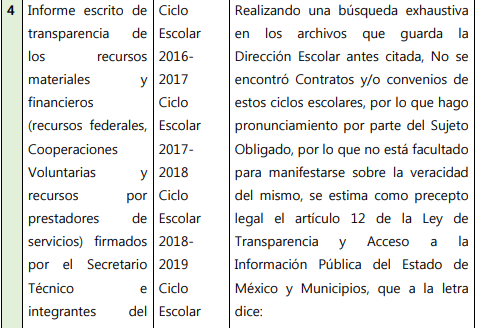 4
Informe escrito de
transparencia de
los recursos
materiales y
financieros
(recursos federales,
Cooperaciones
Voluntarias y
recursos por
prestadores de
servicios) firmados
por el Secretario
Técnico e
integrantes del
Ciclo
Escolar
2016-
2017
Ciclo
Escolar
2017-
2018
Ciclo
Escolar
2018-
2019
Ciclo
Escolar
Realizando una búsqueda exhaustiva
en los archivos que guarda la
Dirección Escolar antes citada, No se
encontró Contratos y/o convenios de
estos ciclos escolares, por lo que hago
pronunciamiento por parte del Sujeto
Obligado, por lo que no está facultado
para manifestarse sobre la veracidad
del mismo, se estima como precepto
legal el artículo 12 de la Ley de
Transparencia y Acceso a la
Información Pública del Estado de
México y Municipios, que a la letra
dice: